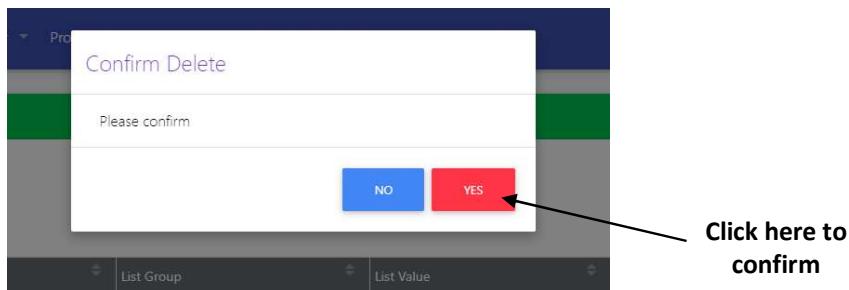 Pro
Confirm Delete
Please confirm
NO YES
Click here to
confirm
List Group List Value